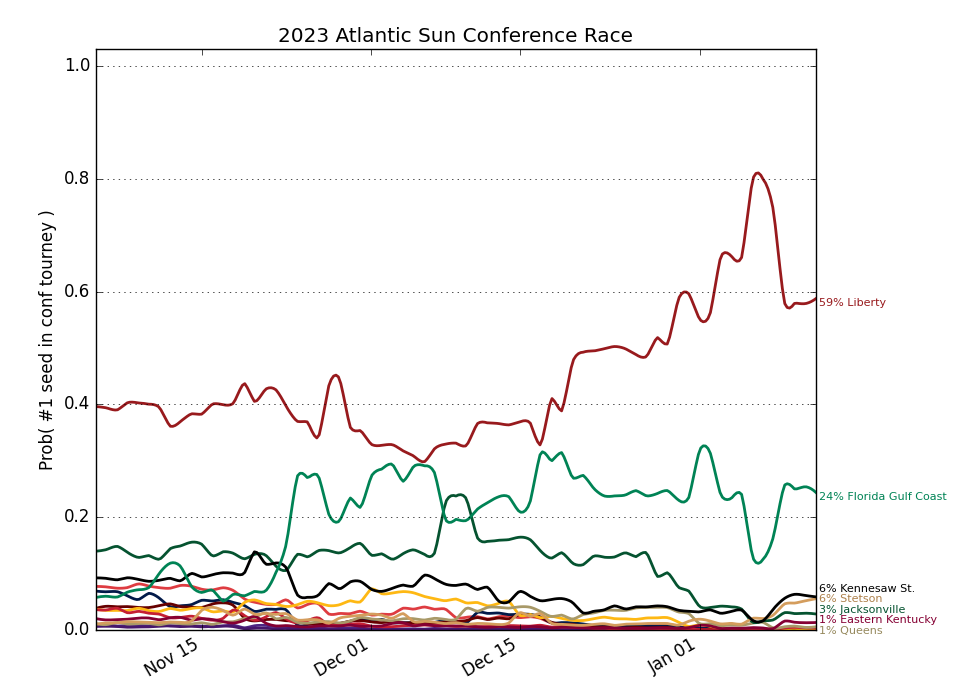 2023 Atlantic Sun Conference Race
Prob( #1 seed in conf tourney )
1.0
0.8
0.6
0.4
0.2
0.0
Nov 15
Dec 01
Dec 15
Jan 01
59% Liberty
24% Florida Gulf Coast
6% Kennesaw St.
6% Stetson
3% Jacksonville
1% Eastern Kentucky
1% Queens